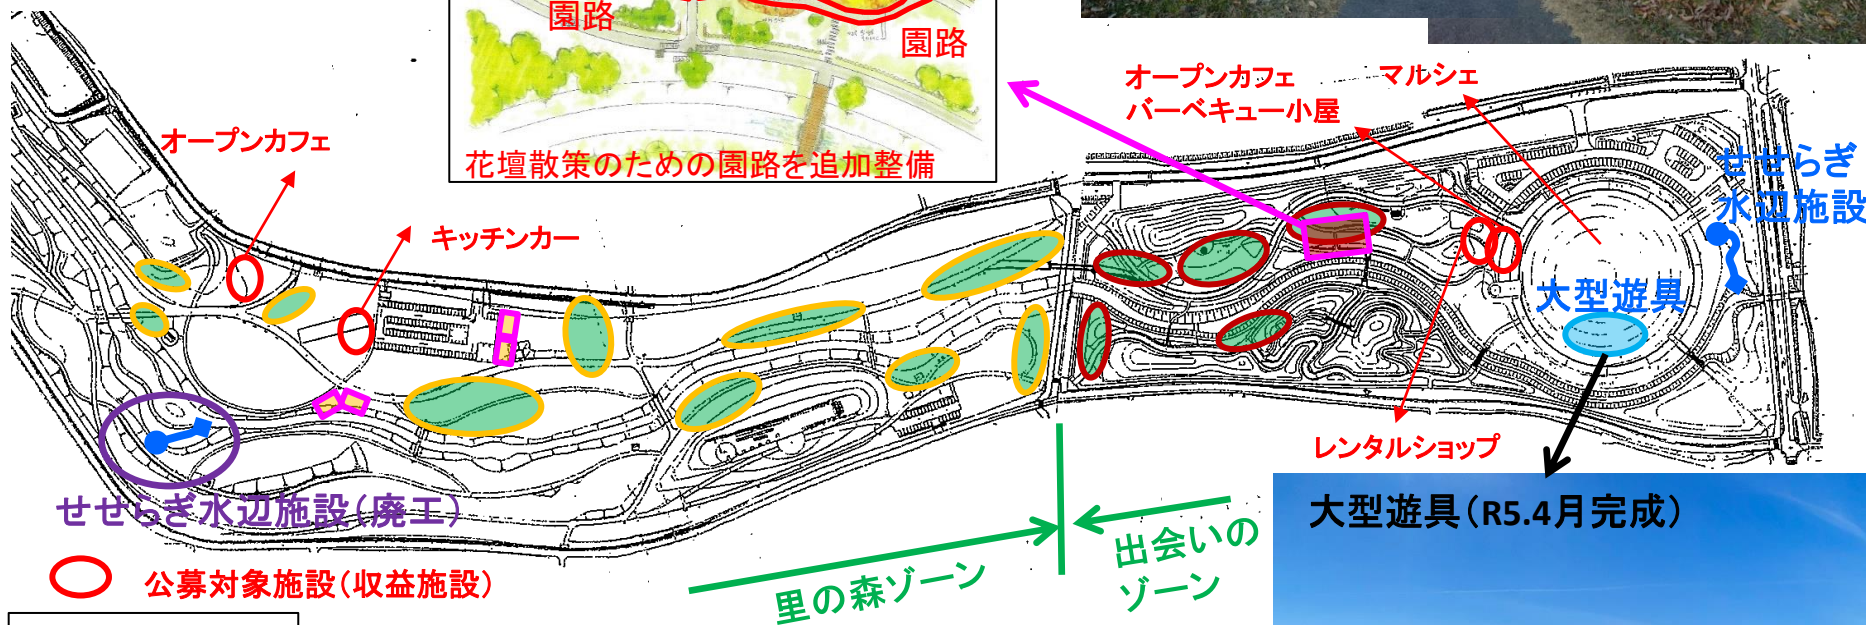 園路
園路
花壇散策のための園路を追加整備
オープンカフェ
バーベキュー小屋
マルシェ
オープンカフェ
キッチンカー
せせらぎ
水辺施設
大型遊具
レンタルショップ
せせらぎ水辺施設(廃工)
公募対象施設(収益施設)
里の森ゾーン
出会いの
ゾーン
大型遊具(R5.4月完成)